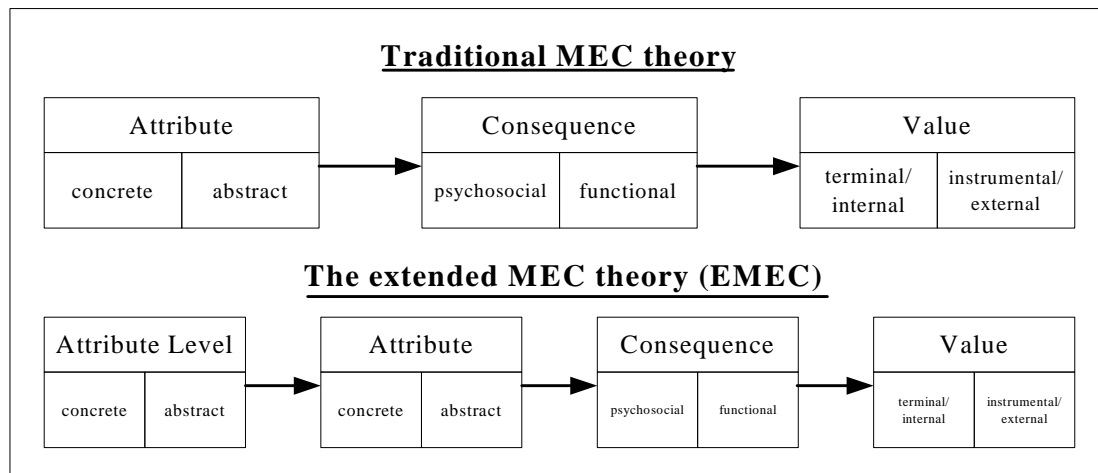 Traditional MEC theory
Attribute
concrete
abstract
Consequence
psychosocial
functional
Value
terminal/
internal
instrumental/
external
The extended MEC theory (EMEC)
Attribute Level
concrete
abstract
Attribute
concrete
abstract
Consequence
psychosocial
functional
Value
terminal/
internal
instrumental/
external